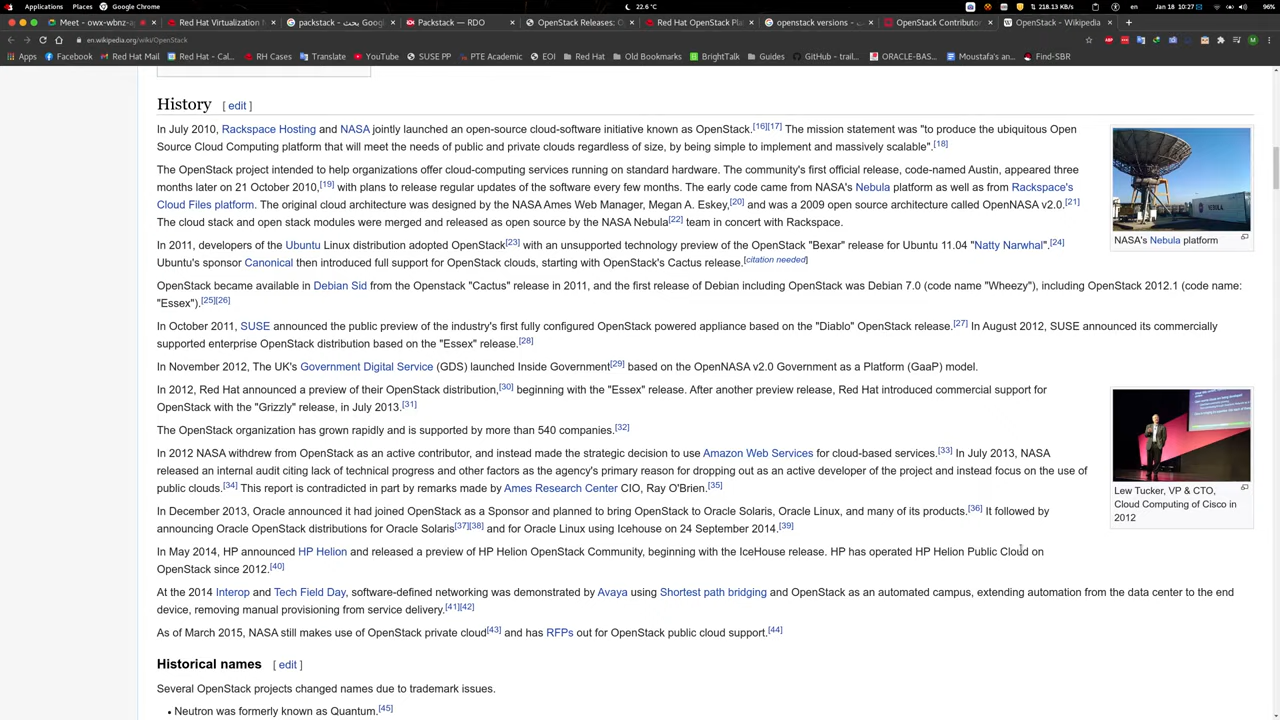 Applications Places Google Chrome 22.6 °C 218.13 KB/s en Jan 18 10:27 96%
Meet - owx-bnwz- Red Hat Virtualization packstack - بحث Goog Packstack — RDO OpenStack Releases: O Red Hat OpenStack Pla openstack versions - OpenStack Contributor OpenStack - Wikipedia
en.wikipedia.org/wiki/OpenStack
Apps Facebook Red Hat Mail Red Hat - Cal... RH Cases Translate YouTube SUSE PP PTE Academic EOI Red Hat Old Bookmarks BrightTalk Guides GitHub - trail... ORACLE-BAS... Moustafa's an... Find-SBR
History [ edit ]
In July 2010, Rackspace Hosting and NASA jointly launched an open-source cloud-software initiative known as OpenStack.[16][17] The mission statement was "to produce the ubiquitous Open
Source Cloud Computing platform that will meet the needs of public and private clouds regardless of size, by being simple to implement and massively scalable".[18]
The OpenStack project intended to help organizations offer cloud-computing services running on standard hardware. The community's first official release, code-named Austin, appeared three
months later on 21 October 2010,[19] with plans to release regular updates of the software every few months. The early code came from NASA's Nebula platform as well as from Rackspace's
Cloud Files platform. The original cloud architecture was designed by the NASA Ames Web Manager, Megan A. Eskey,[20] and was a 2009 open source architecture called OpenNASA v2.0.[21]
The cloud stack and open stack modules were merged and released as open source by the NASA Nebula[22] team in concert with Rackspace.
NEBULA
NASA's Nebula platform
In 2011, developers of the Ubuntu Linux distribution adopted OpenStack[23] with an unsupported technology preview of the OpenStack "Bexar" release for Ubuntu 11.04 "Natty Narwhal".[24]
Ubuntu's sponsor Canonical then introduced full support for OpenStack clouds, starting with OpenStack's Cactus release.[citation needed]
OpenStack became available in Debian Sid from the Openstack "Cactus" release in 2011, and the first release of Debian including OpenStack was Debian 7.0 (code name "Wheezy"), including OpenStack 2012.1 (code name:
"Essex").[25][26]
In October 2011, SUSE announced the public preview of the industry's first fully configured OpenStack powered appliance based on the "Diablo" OpenStack release.[27] In August 2012, SUSE announced its commercially
supported enterprise OpenStack distribution based on the "Essex" release.[28]
In November 2012, The UK's Government Digital Service (GDS) launched Inside Government[29] based on the OpenNASA v2.0 Government as a Platform (GaaP) model.
In 2012, Red Hat announced a preview of their OpenStack distribution,[30] beginning with the "Essex" release. After another preview release, Red Hat introduced commercial support for
OpenStack with the "Grizzly" release, in July 2013.[31]
The OpenStack organization has grown rapidly and is supported by more than 540 companies.[32]
In 2012 NASA withdrew from OpenStack as an active contributor, and instead made the strategic decision to use Amazon Web Services for cloud-based services.[33] In July 2013, NASA
released an internal audit citing lack of technical progress and other factors as the agency's primary reason for dropping out as an active developer of the project and instead focus on the use of
public clouds.[34] This report is contradicted in part by remarks made by Ames Research Center CIO, Ray O'Brien.[35]
Lew Tucker, VP & CTO,
Cloud Computing of Cisco in
2012
In December 2013, Oracle announced it had joined OpenStack as a Sponsor and planned to bring OpenStack to Oracle Solaris, Oracle Linux, and many of its products.[36] It followed by
announcing Oracle OpenStack distributions for Oracle Solaris[37][38] and for Oracle Linux using Icehouse on 24 September 2014.[39]
In May 2014, HP announced HP Helion and released a preview of HP Helion OpenStack Community, beginning with the IceHouse release. HP has operated HP Helion Public Cloud on
OpenStack since 2012.[40]
At the 2014 Interop and Tech Field Day, software-defined networking was demonstrated by Avaya using Shortest path bridging and OpenStack as an automated campus, extending automation from the data center to the end
device, removing manual provisioning from service delivery.[41][42]
As of March 2015, NASA still makes use of OpenStack private cloud[43] and has RFPs out for OpenStack public cloud support.[44]
Historical names [ edit ]
Several OpenStack projects changed names due to trademark issues.
• Neutron was formerly known as Quantum.[45]